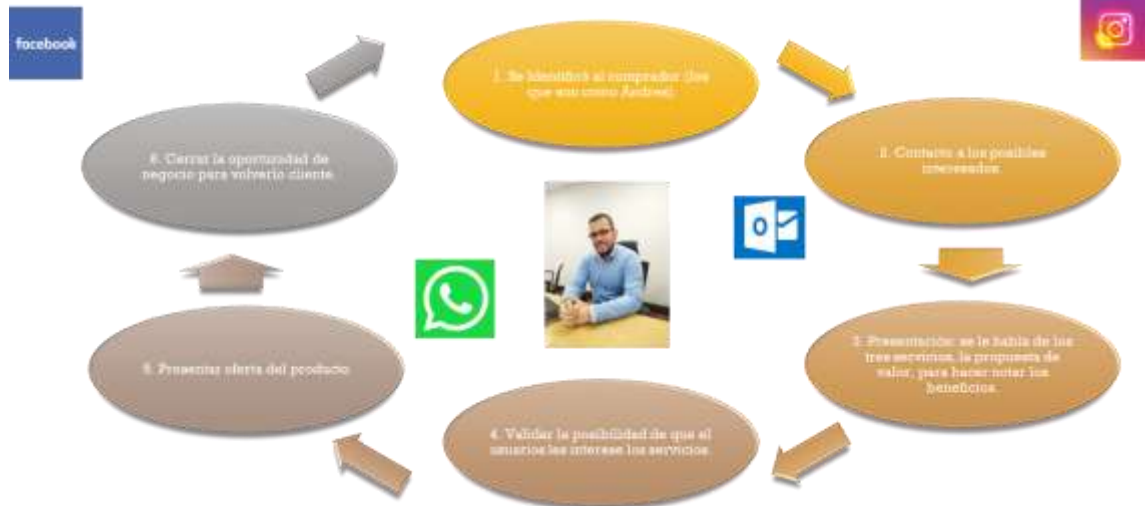 facebook
1. Se Identificó al comprador (los
que son como Andrea).
2. Contacto a los posibles
interesados.
3. Presentación: se le habla de los
tres servicios, la propuesta de
valor, para hacer notar los
beneficios.
4. Validar la posibilidad de que al
usuarios les interese los servicios.
5. Presentar oferta del producto
6. Cerrar la oportunidad de
negocio para volverlo cliente.